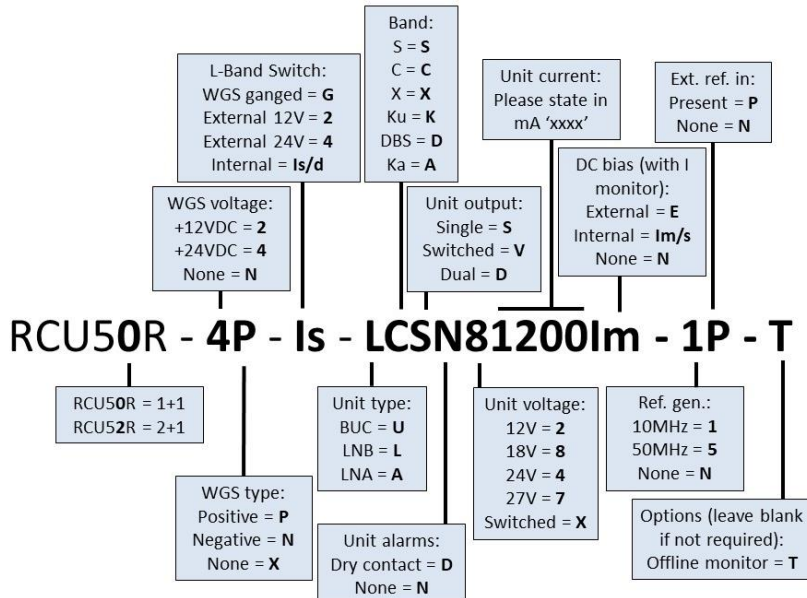 Band:
S = S
C = C
X = X
Ku = K
DBS = D
Ka = A
L-Band Switch:
WGS ganged = G
External 12V = 2
External 24V = 4
Internal = Is/d
Unit current:
Please state in
mA ‘xxxx’
Ext. ref. in:
Present = P
None = N
WGS voltage:
+12VDC = 2
+24VDC = 4
None = N
Unit output:
Single = S
Switched = V
Dual = D
DC bias (with I
monitor):
External = E
Internal = Im/s
None = N
RCU50R - 4P - Is - LCSN81200Im - 1P - T
RCU50R = 1+1
RCU52R = 2+1
WGS type:
Positive = P
Negative = N
None = X
Unit type:
BUC = U
LNB = L
LNA = A
Unit alarms:
Dry contact = D
None = N
Unit voltage:
12V = 2
18V = 8
24V = 4
27V = 7
Switched = X
Ref. gen.:
10MHz = 1
50MHz = 5
None = N
Options (leave blank
if not required):
Offline monitor = T